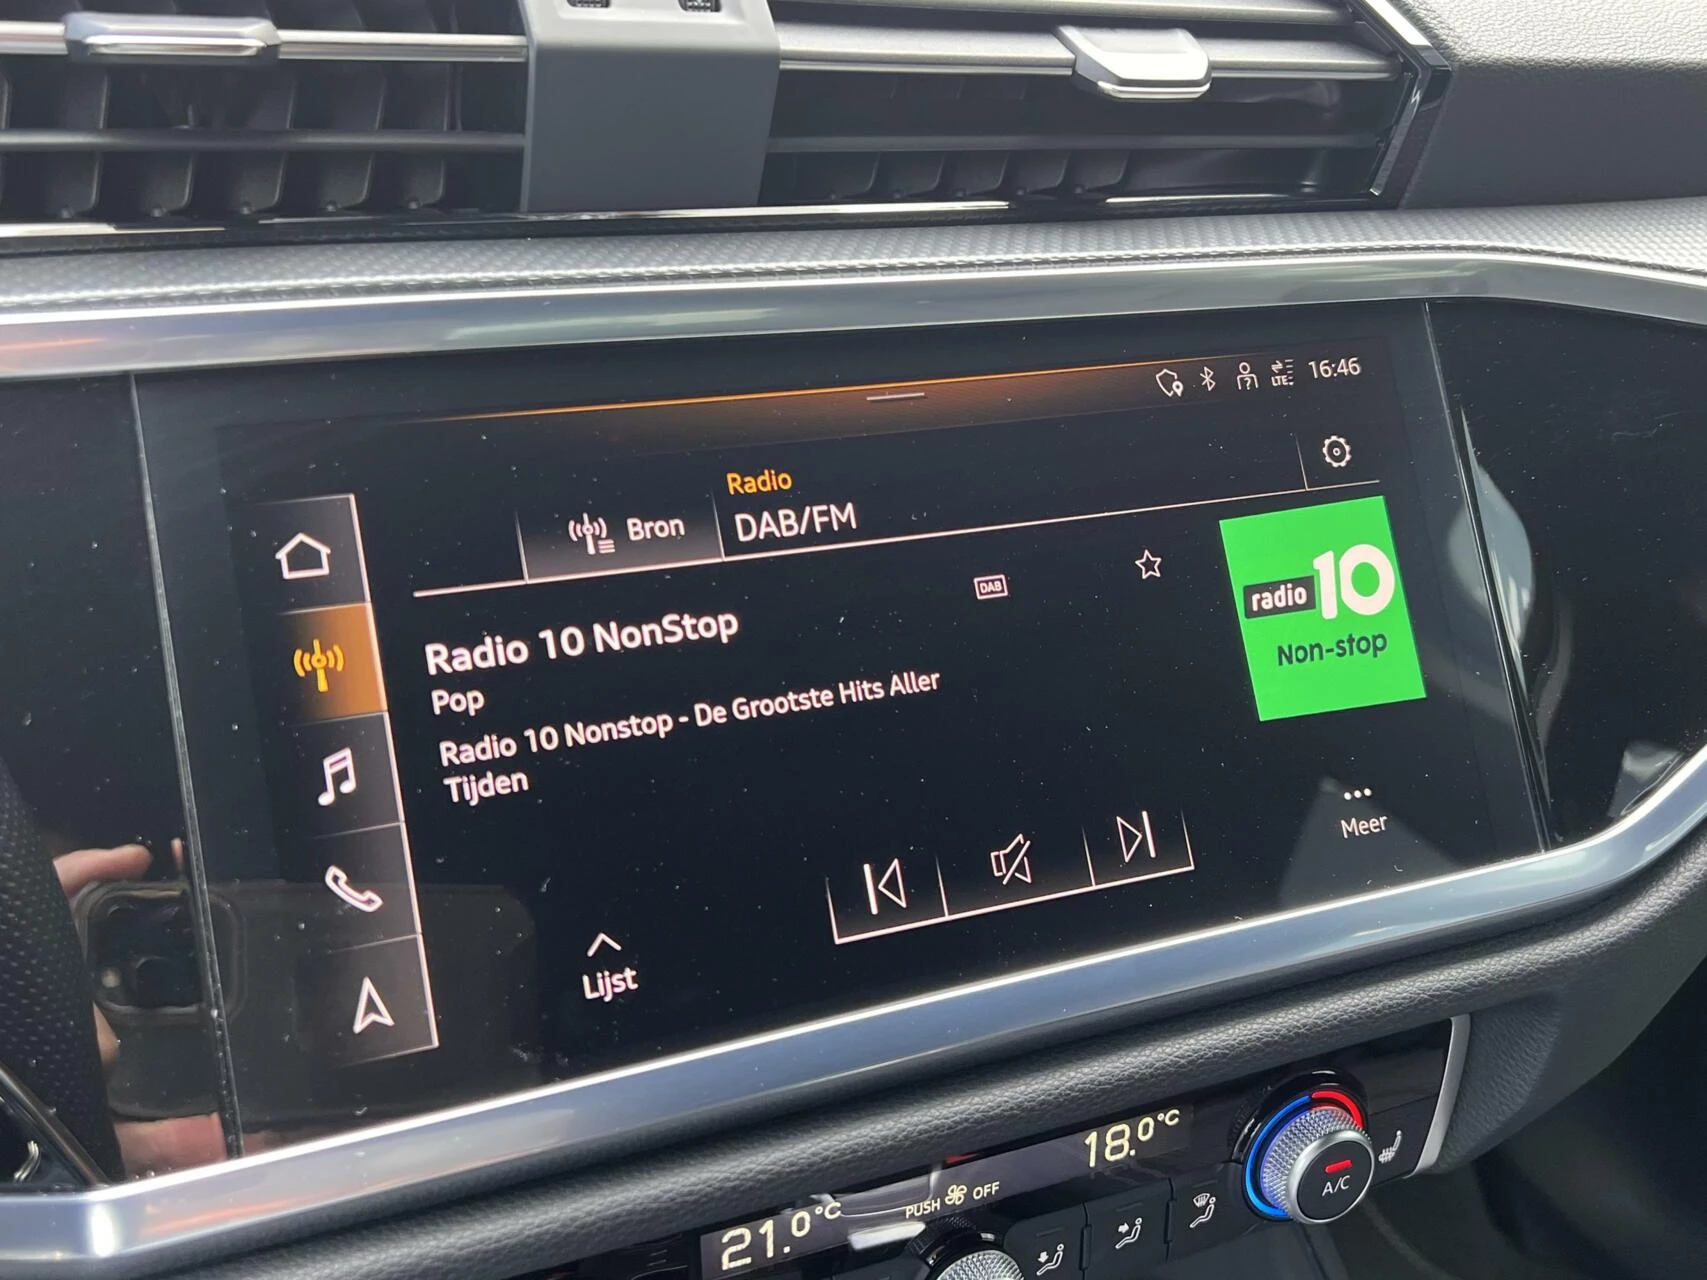 LTE
16:46
Radio
Bron
DAB/FM
DAB
Radio 10 NonStop
Pop
Radio 10 Nonstop - De Grootste Hits Aller
Tijden
radio 10
Non-stop
Meer
Lijst
18.0°C
21.0°C
PUSH OFF
A/C